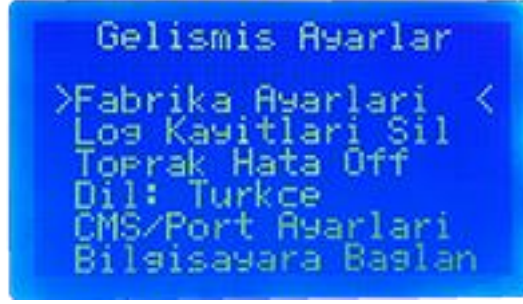 Gelismis Ayarlar
>Fabrika Ayarlari <
Log Kayitlari Sil
Toprak Hata Off
Dil: Turkce
CMS/Port Ayarlari
Bilgisayara Baglan